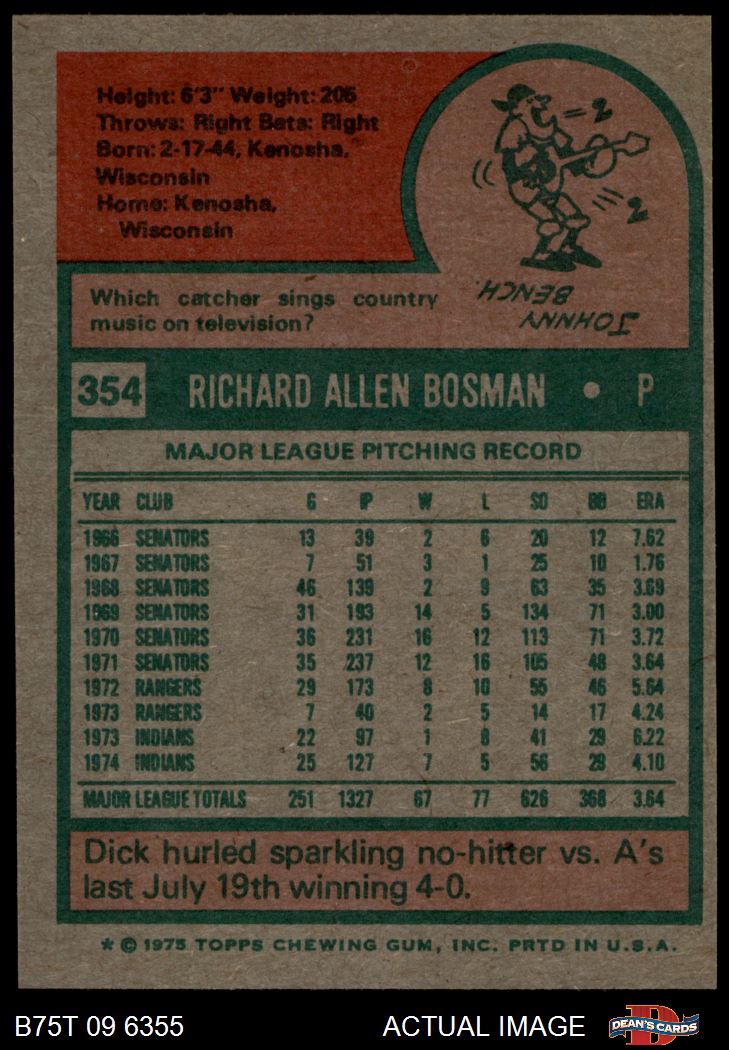 Height: 6'3" Weight: 205
Throws: Right Bats: Right
Born: 2-17-44, Kenosha,
Wisconsin
Home: Kenosha,
Wisconsin
= 2
2
Which catcher sings country
music on television?
JOHNNY
BENCH
354 RICHARD ALLEN BOSMAN • P
MAJOR LEAGUE PITCHING RECORD
YEAR CLUB G IP W L SO BB ERA
1966 SENATORS 13 39 2 6 20 12 7.62
1967 SENATORS 7 51 3 1 25 10 1.76
1968 SENATORS 46 139 2 9 63 35 3.69
1969 SENATORS 31 193 14 5 134 71 3.00
1970 SENATORS 36 231 16 12 113 71 3.72
1971 SENATORS 35 237 12 16 105 48 3.64
1972 RANGERS 29 173 8 10 55 46 5.64
1973 RANGERS 7 40 2 5 14 17 4.24
1973 INDIANS 22 97 1 8 41 29 6.22
1974 INDIANS 25 127 7 5 56 29 4.10
MAJOR LEAGUE TOTALS 251 1327 67 77 626 368 3.64
Dick hurled sparkling no-hitter vs. A's
last July 19th winning 4-0.
* © 1975 TOPPS CHEWING GUM, INC. PRTD IN U.S.A.
B75T 09 6355 ACTUAL IMAGE DEAN'S CARDS